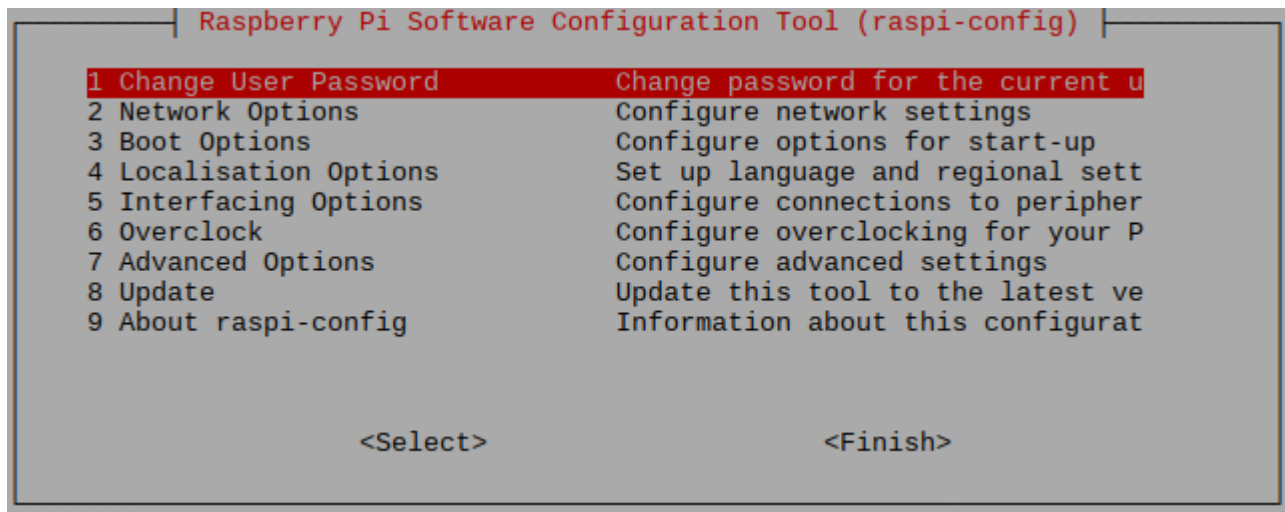 Raspberry Pi Software Configuration Tool (raspi-config)
1 Change User Password Change password for the current u
2 Network Options Configure network settings
3 Boot Options Configure options for start-up
4 Localisation Options Set up language and regional sett
5 Interfacing Options Configure connections to peripher
6 Overclock Configure overclocking for your P
7 Advanced Options Configure advanced settings
8 Update Update this tool to the latest ve
9 About raspi-config Information about this configurat
<Select> <Finish>